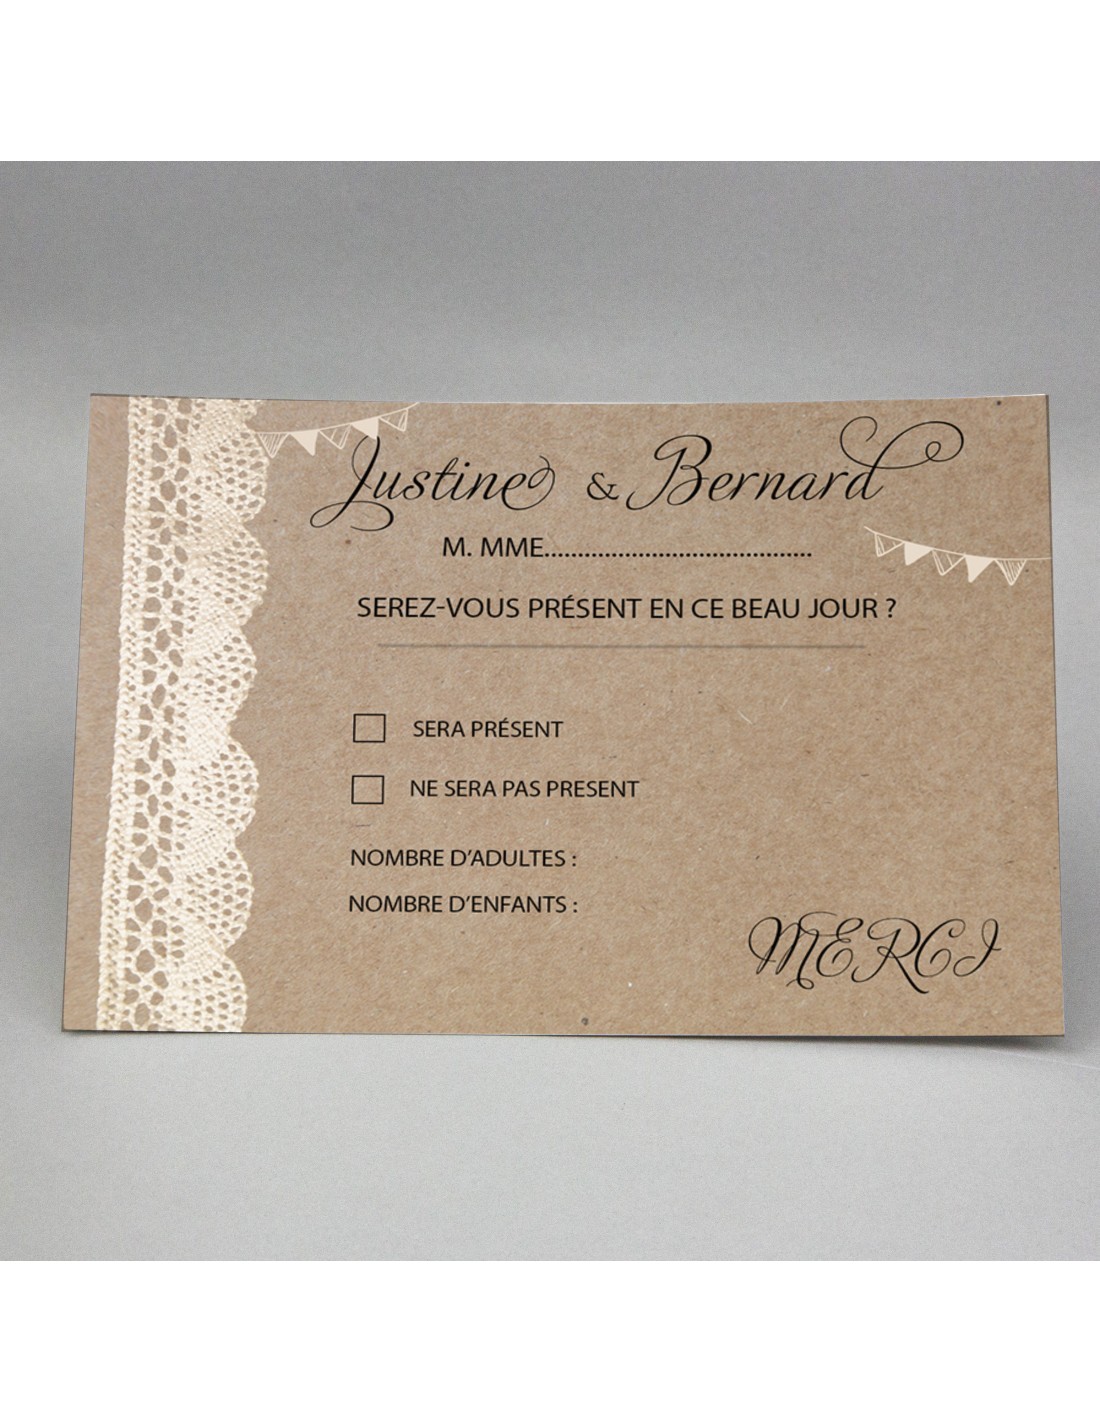 Justine & Bernard
M. MME........................................
SEREZ-VOUS PRÉSENT EN CE BEAU JOUR ?
SERA PRÉSENT
NE SERA PAS PRESENT
NOMBRE D'ADULTES :
NOMBRE D'ENFANTS :
MERCI